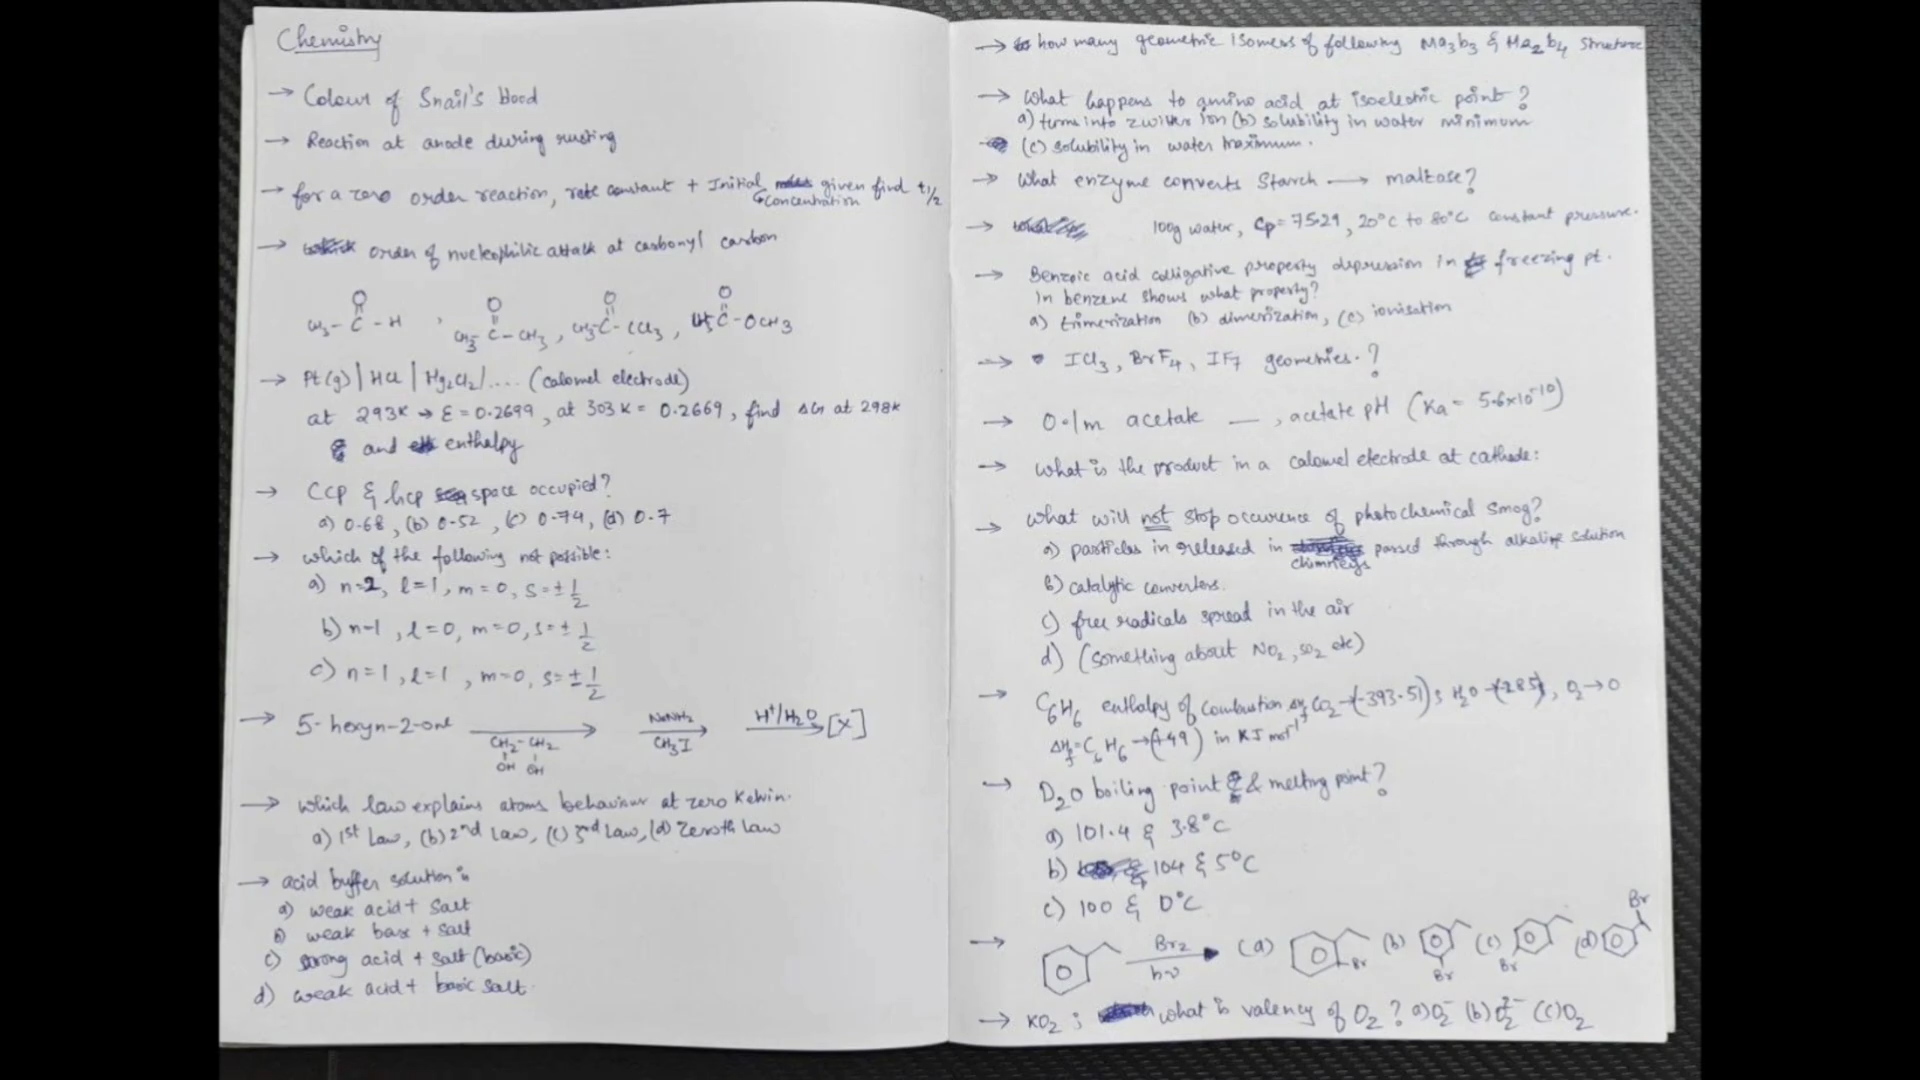 Chemistry
→ Colour of Snail's blood
→ Reaction at anode during rusting
→ for a zero order reaction, rate constant + Initial given find t1/2
concentration
→ order of nucleophilic attack at carbonyl carbon
CH3-C(=O)-H , CH3-C(=O)-CH3 , CH3-C(=O)-CCl3 , CH3-C(=O)-OCH3
→ Pt(g) | HCl | Hg2Cl2 / .... (calomel electrode)
at 293K → E = 0.2699 , at 303K = 0.2669 , find ΔG at 298K
and enthalpy
→ Ccp & hcp space occupied?
a) 0.68, (b) 0.52, (c) 0.74, (d) 0.7
→ which of the following not possible:
a) n=2, l=1, m=0, s=±1/2
b) n=1, l=0, m=0, s=±1/2
c) n=1, l=1, m=0, s=±1/2
→ 5-hexyn-2-one → NaNH2 → H+/H2O → [X]
CH2-CH2 CH3I
OH OH
→ which law explains atoms behaviour at zero Kelvin.
a) 1st Law, (b) 2nd Law, (c) 3rd Law, (d) Zeroth Law
→ acid buffer solution is
a) weak acid + salt
b) weak base + salt
c) strong acid + salt (basic)
d) weak acid + basic salt.
→ how many geometric isomers of following Ma3b3 & Ma2b4 structure
→ What happens to amino acid at isoelectric point?
a) turns into zwitter ion (b) solubility in water minimum
(c) solubility in water maximum.
→ What enzyme converts Starch → maltase?
→ 100g water, Cp = 75.29, 20°C to 80°C constant pressure.
→ Benzoic acid colligative property depression in freezing pt.
in benzene shows what property?
a) trimerization (b) dimerization, (c) ionisation
→ ICl3, BrF4, IF7 geometries.?
→ 0.1m acetate __, acetate pH (Ka = 5.6x10^-10)
→ What is the product in a calomel electrode at cathode:
→ What will not stop occurence of photochemical smog?
a) particles in released in passed through alkaline solution
chimneys
b) catalytic converters.
c) free radicals spread in the air
d) (something about NO2, SO2 etc)
→ C6H6 enthalpy of combustion ΔHf CO2→(-393.51); H2O→(-285), O2→0
ΔHf = C6H6 → (+49) in KJ mol^-1
→ D2O boiling point & melting point?
a) 101.4 & 3.8°C
b) 104 & 5°C
c) 100 & 0°C
→ Br2 / hν → (a) Br (b) Br (c) Br (d) Br
→ KO2 ; what is valency of O2? a) O2^- (b) O2^2- (c) O2